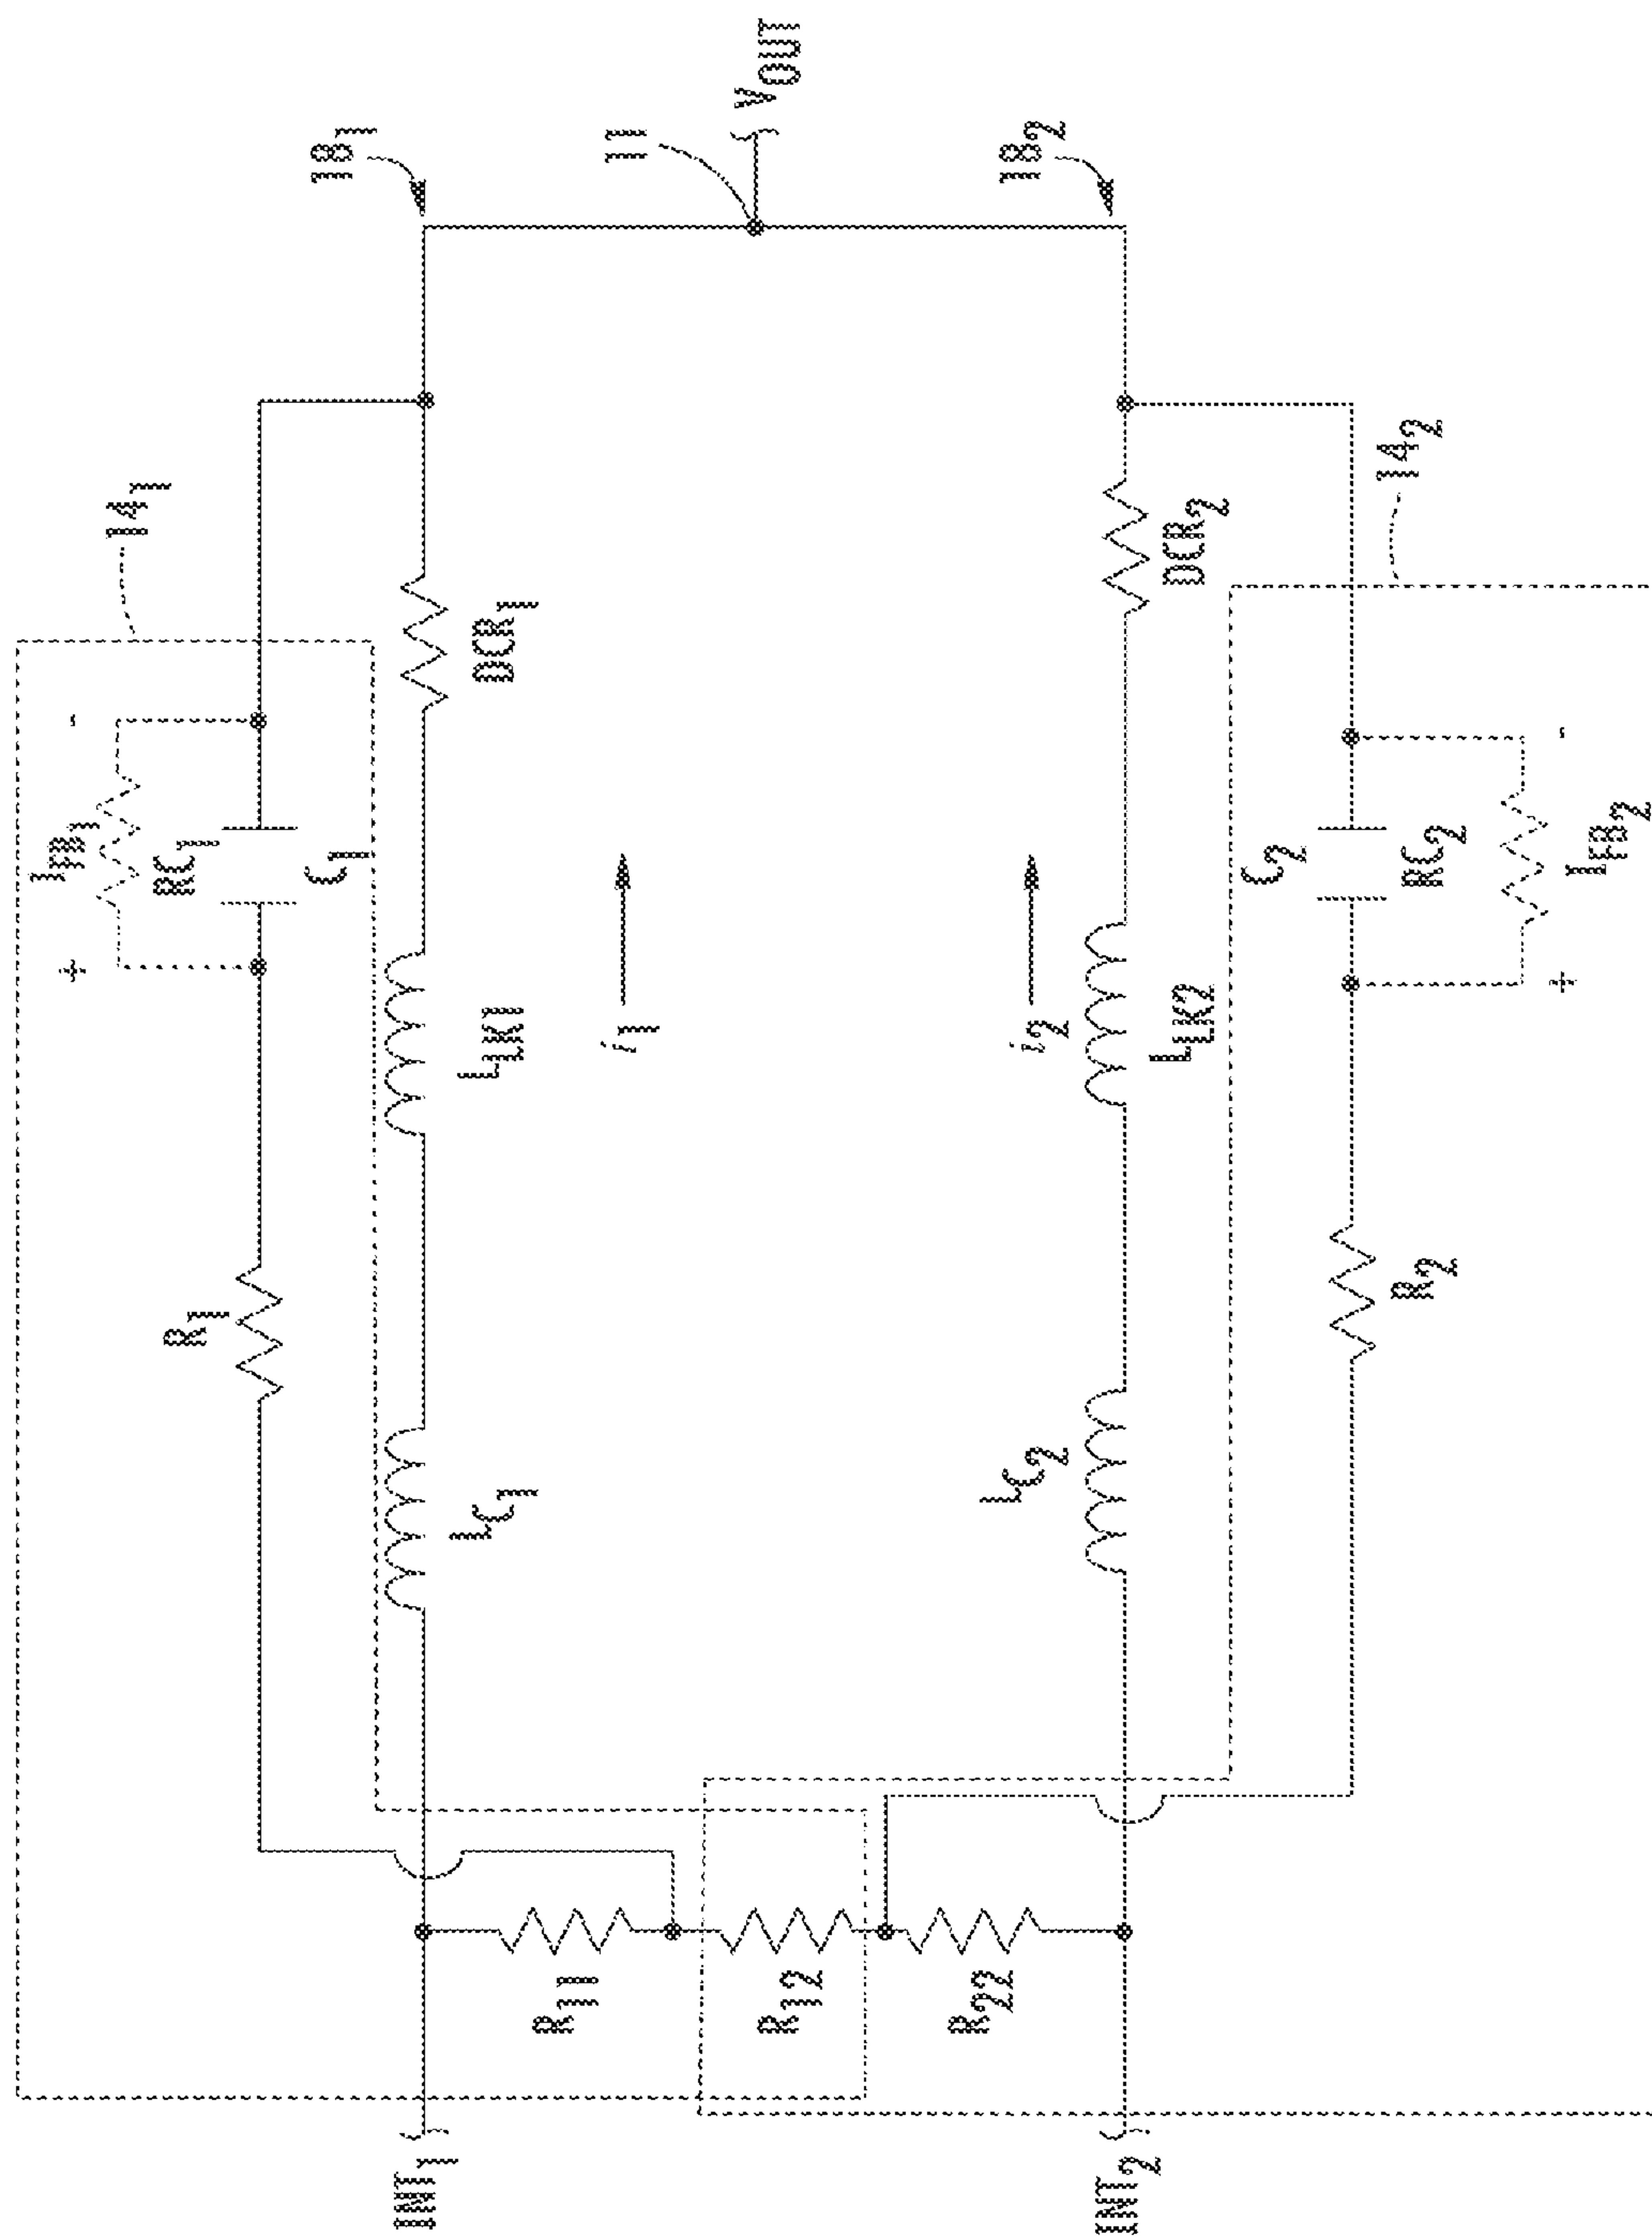 14₁
18₁
I_FB1
+
-
RC₁
R₁
C₁
L_C1
L_LK1
DCR₁
INT₁
R₁₁
i₁
11
V_OUT
R₁₂
R₂₂
i₂
18₂
L_C2
L_LK2
DCR₂
INT₂
C₂
14₂
R₂
RC₂
I_FB2
+
-